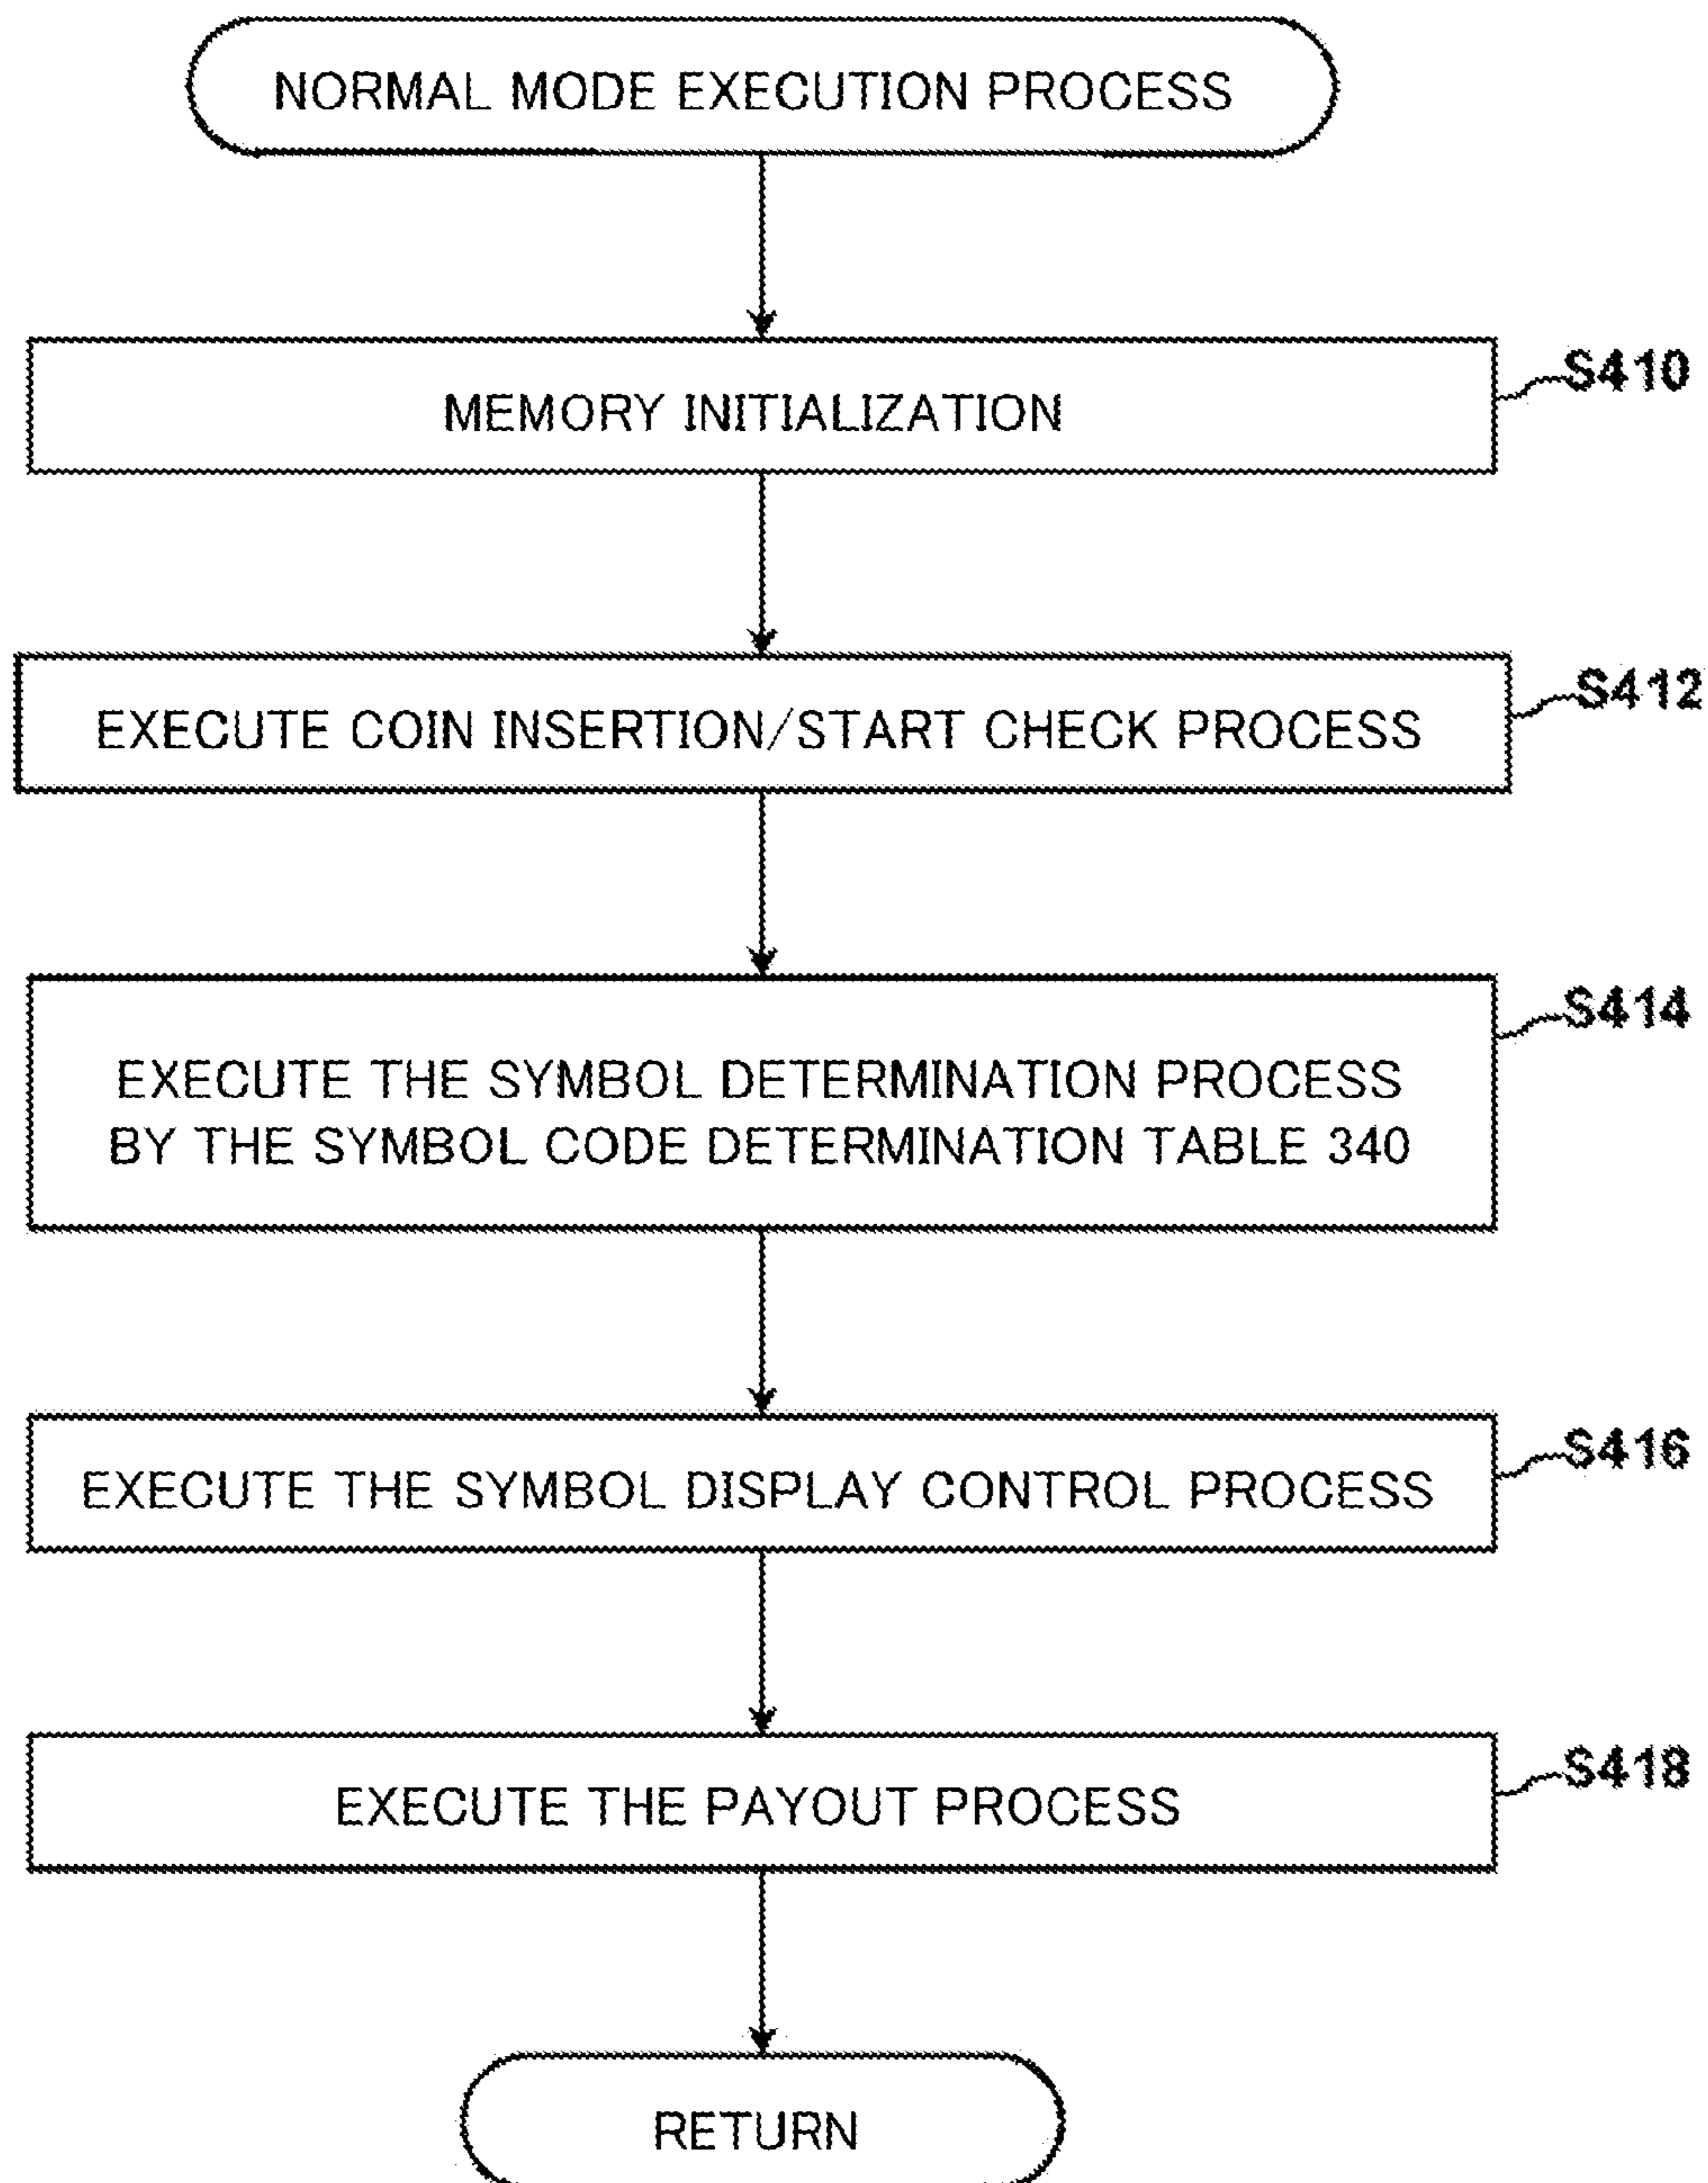 NORMAL MODE EXECUTION PROCESS
MEMORY INITIALIZATION
S410
EXECUTE COIN INSERTION/START CHECK PROCESS
S412
EXECUTE THE SYMBOL DETERMINATION PROCESS
BY THE SYMBOL CODE DETERMINATION TABLE 340
S414
EXECUTE THE SYMBOL DISPLAY CONTROL PROCESS
S416
EXECUTE THE PAYOUT PROCESS
S418
RETURN